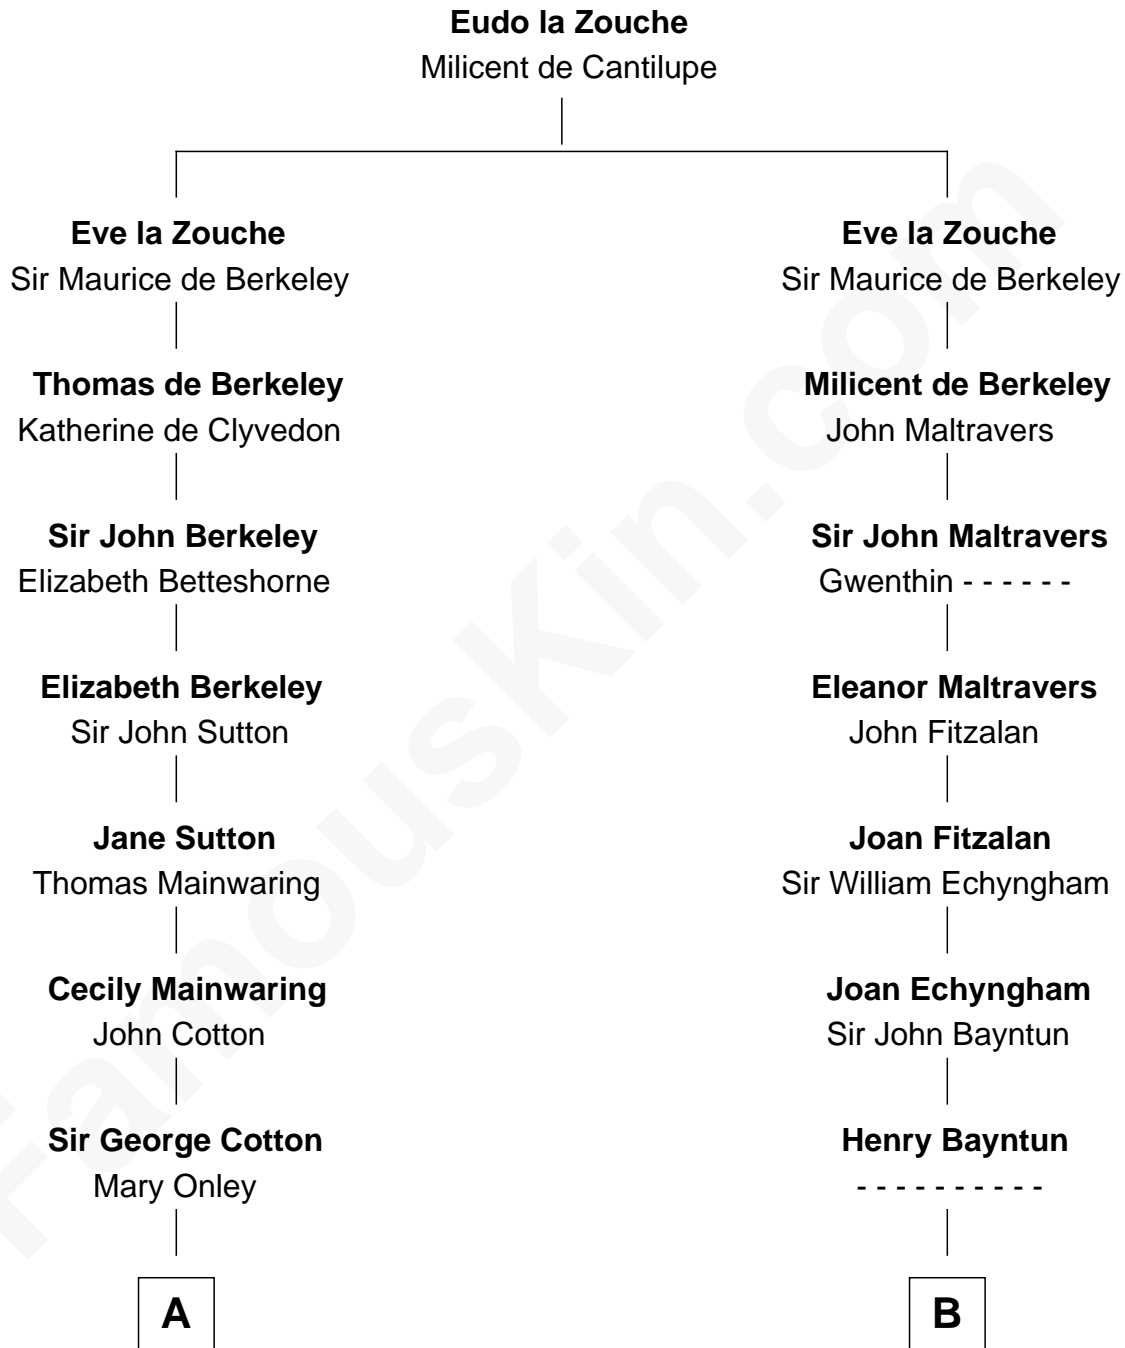 Eudo la Zouche
Milicent de Cantilupe
Eve la Zouche
Sir Maurice de Berkeley
Thomas de Berkeley
Katherine de Clyvedon
Sir John Berkeley
Elizabeth Betteshorne
Elizabeth Berkeley
Sir John Sutton
Jane Sutton
Thomas Mainwaring
Cecily Mainwaring
John Cotton
Sir George Cotton
Mary Onley
A
Eve la Zouche
Sir Maurice de Berkeley
Milicent de Berkeley
John Maltravers
Sir John Maltravers
Gwenthin - - - - - -
Eleanor Maltravers
John Fitzalan
Joan Fitzalan
Sir William Echyngham
Joan Echyngham
Sir John Bayntun
Henry Bayntun
- - - - - - - - - -
B
FamousKin.com